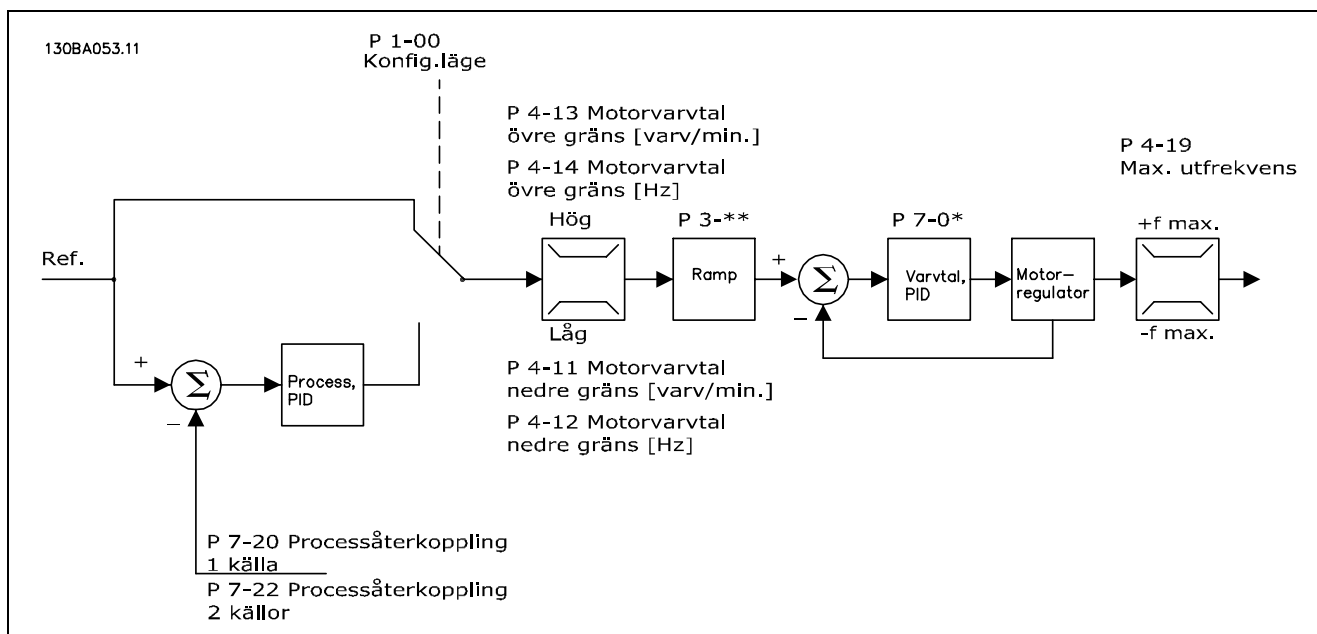 130BA053.11
P 1-00
Konfig.läge
P 4-13 Motorvarvtal
övre gräns [varv/min.]
P 4-14 Motorvarvtal
övre gräns [Hz]
P 4-19
Max. utfrekvens
Hög
P 3-**
P 7-0*
+f max.
Ref.
Ramp
+
Σ
−
Varvtal,
PID
Motor-
regulator
Låg
-f max.
+
Σ
−
Process,
PID
P 4-11 Motorvarvtal
nedre gräns [varv/min.]
P 4-12 Motorvarvtal
nedre gräns [Hz]
P 7-20 Processåterkoppling
1 källa
P 7-22 Processåterkoppling
2 källor